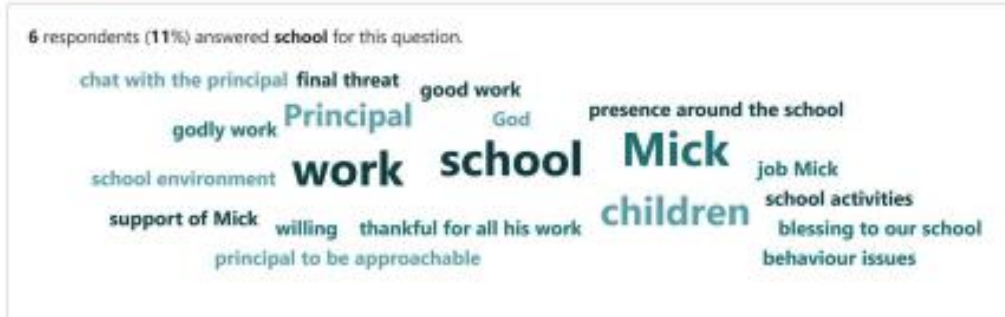 6 respondents (11%) answered school for this question.
chat with the principal final threat
good work
Principal
God
presence around the school
godly work
work
school
Mick
job Mick
school environment
children
school activities
support of Mick
willing
thankful for all his work
blessing to our school
principal to be approachable
behaviour issues